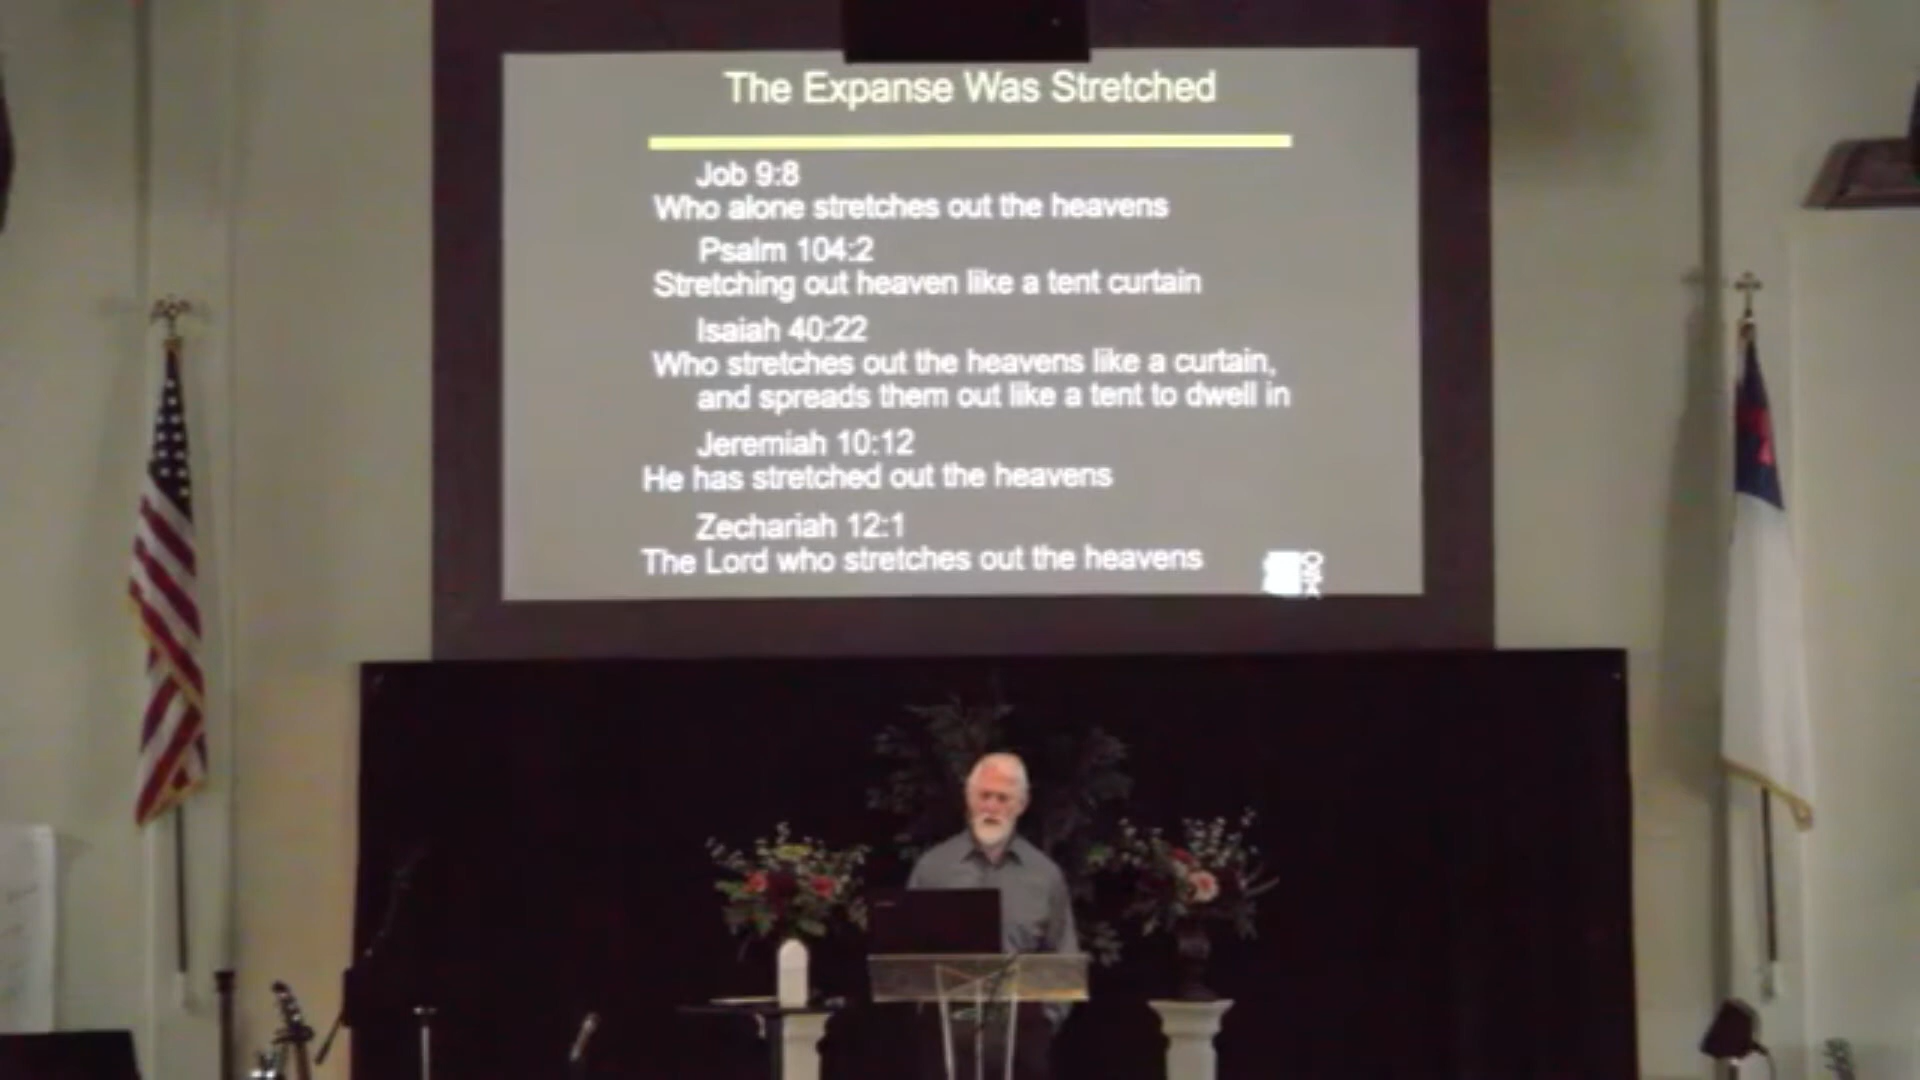 The Expanse Was Stretched
Job 9:8
Who alone stretches out the heavens
Psalm 104:2
Stretching out heaven like a tent curtain
Isaiah 40:22
Who stretches out the heavens like a curtain,
and spreads them out like a tent to dwell in
Jeremiah 10:12
He has stretched out the heavens
Zechariah 12:1
The Lord who stretches out the heavens